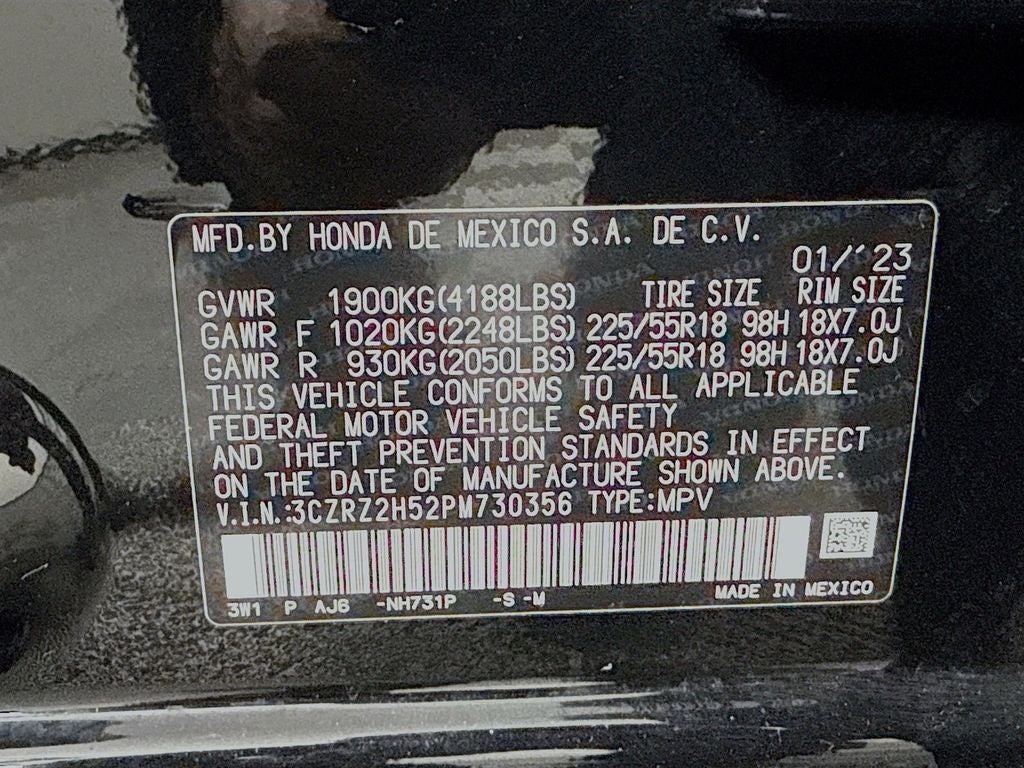 MFD.BY HONDA DE MEXICO S.A. DE C.V.
01/'23
GVWR 1900KG(4188LBS) TIRE SIZE RIM SIZE
GAWR F 1020KG(2248LBS) 225/55R18 98H 18X7.0J
GAWR R 930KG(2050LBS) 225/55R18 98H 18X7.0J
THIS VEHICLE CONFORMS TO ALL APPLICABLE
FEDERAL MOTOR VEHICLE SAFETY
AND THEFT PREVENTION STANDARDS IN EFFECT
ON THE DATE OF MANUFACTURE SHOWN ABOVE.
V.I.N.:3CZRZ2H52PM730356 TYPE:MPV
3W1 P AJ6 -NH731P -S -M MADE IN MEXICO